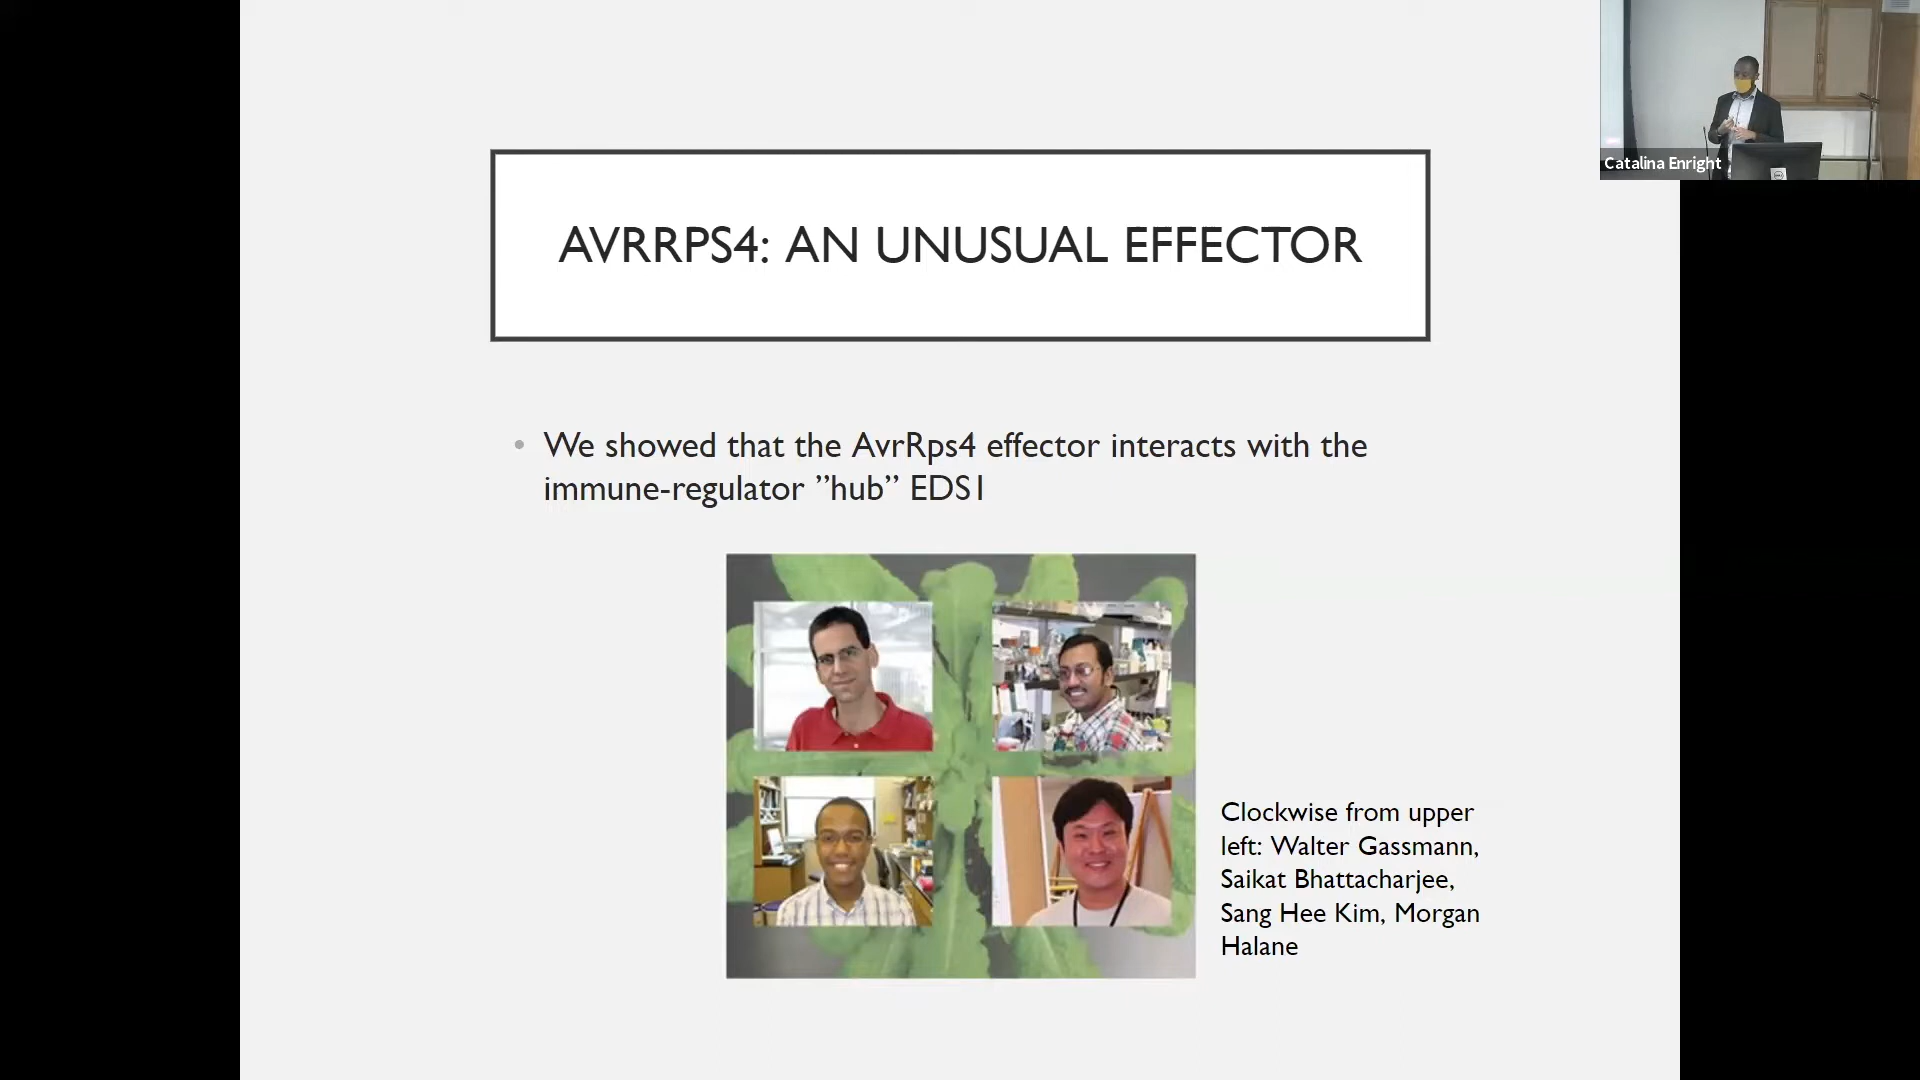 AVRRPS4: AN UNUSUAL EFFECTOR
• We showed that the AvrRps4 effector interacts with the
immune-regulator ”hub” EDS1
Clockwise from upper
left: Walter Gassmann,
Saikat Bhattacharjee,
Sang Hee Kim, Morgan
Halane
Catalina Enright